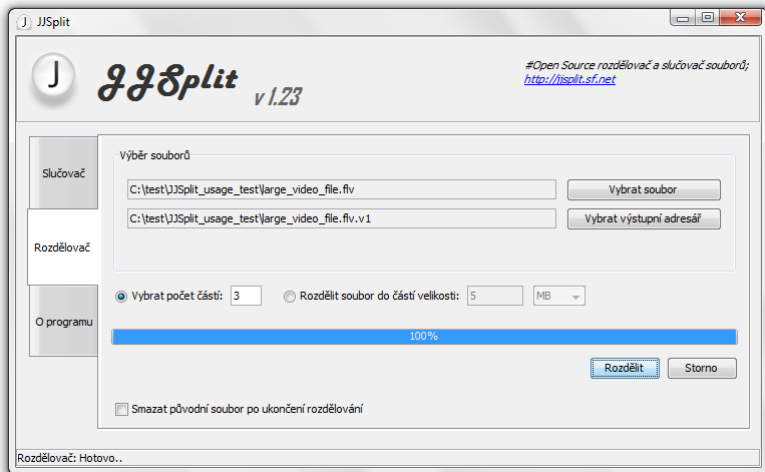 JJSplit
J
JJSplit v 1.23
#Open Source rozdělovač a slučovač souborů;
http://jjsplit.sf.net
Slučovač
Rozdělovač
O programu
Výběr souborů
C:\test\JJSplit_usage_test\large_video_file.flv
Vybrat soubor
C:\test\JJSplit_usage_test\large_video_file.flv.v1
Vybrat výstupní adresář
Vybrat počet částí: 3
Rozdělit soubor do částí velikosti: 5 MB
100%
Rozdělit
Storno
Smazat původní soubor po ukončení rozdělování
Rozdělovač: Hotovo..